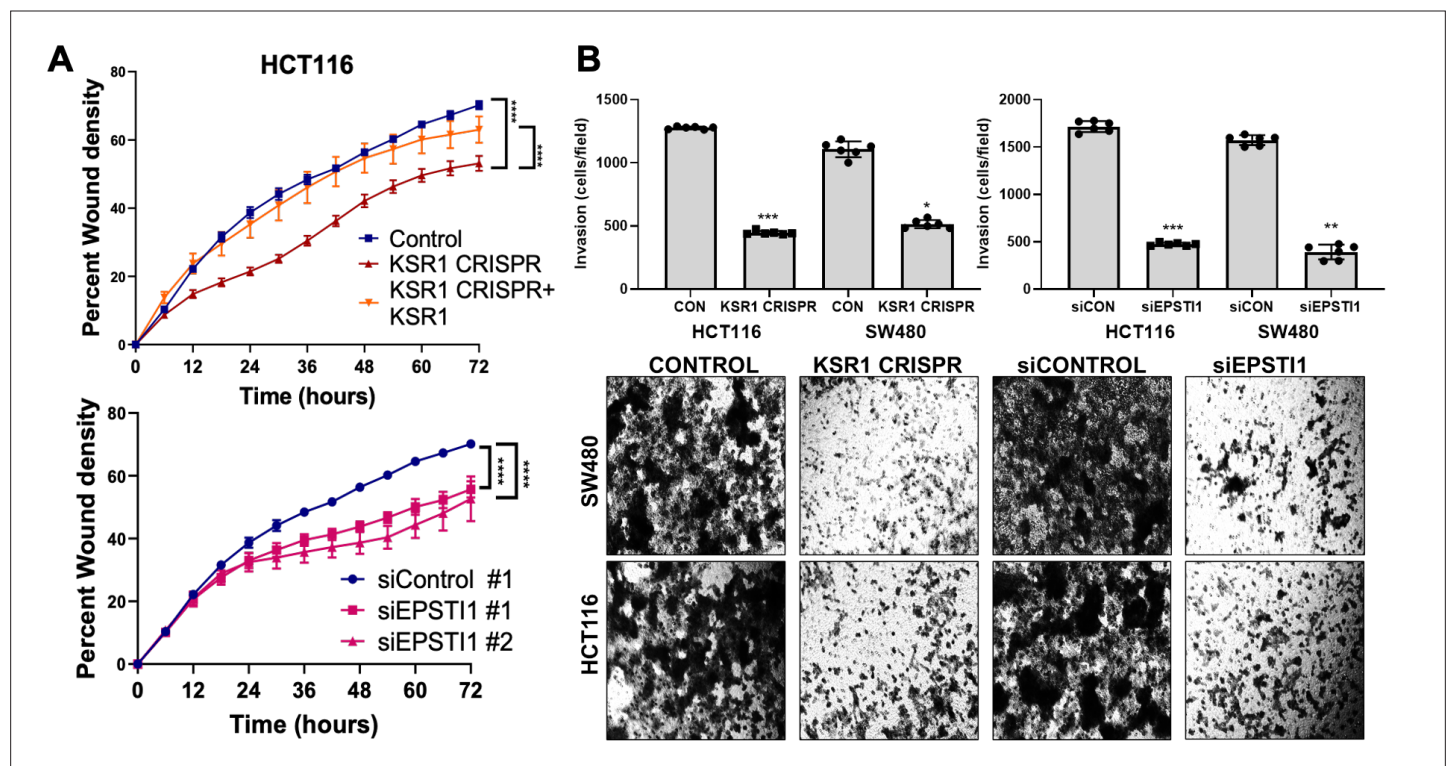 A
HCT116
Percent Wound density
80
60
40
20
0
0 12 24 36 48 60 72
Time (hours)
Control
KSR1 CRISPR
KSR1 CRISPR+
KSR1
****
****
Percent Wound density
80
60
40
20
0
0 12 24 36 48 60 72
Time (hours)
siControl #1
siEPSTI1 #1
siEPSTI1 #2
****
****
B
Invasion (cells/field)
1500
1000
500
0
***
*
CON KSR1 CRISPR CON KSR1 CRISPR
HCT116 SW480
Invasion (cells/field)
2000
1500
1000
500
0
***
**
siCON siEPSTI1 siCON siEPSTI1
HCT116 SW480
CONTROL KSR1 CRISPR siCONTROL siEPSTI1
SW480
HCT116